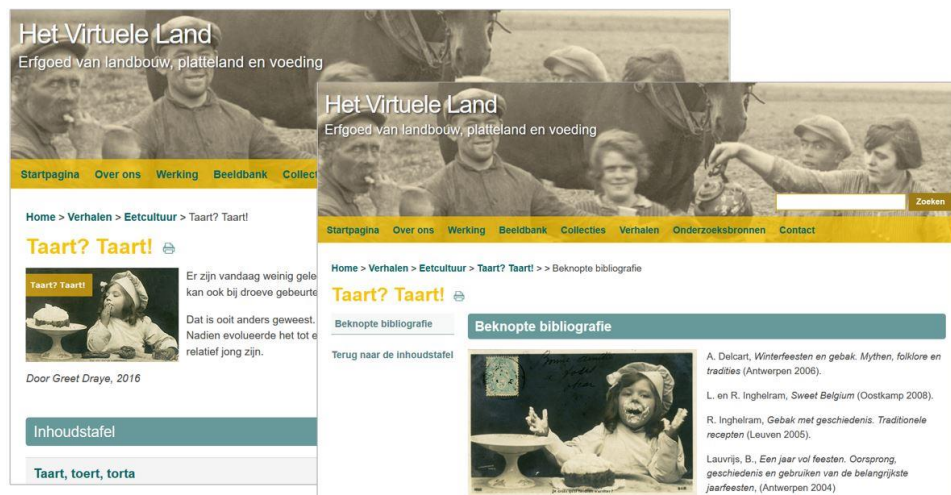 Het Virtuele Land
Erfgoed van landbouw, platteland en voeding
Startpagina Over ons Werking Beeldbank Collect
Home > Verhalen > Eetcultuur > Taart? Taart!
Taart? Taart!
Taart? Taart!
Er zijn vandaag weinig gele
kan ook bij droeve gebeurte
Dat is ooit anders geweest.
Nadien evolueerde het tot e
relatief jong zijn.
Door Greet Draye, 2016
Inhoudstafel
Taart, toert, torta
Het Virtuele Land
Erfgoed van landbouw, platteland en voeding
Zoeken
Startpagina Over ons Werking Beeldbank Collecties Verhalen Onderzoeksbronnen Contact
Home > Verhalen > Eetcultuur > Taart? Taart! > > Beknopte bibliografie
Taart? Taart!
Beknopte bibliografie
Terug naar de inhoudstafel
Beknopte bibliografie
A. Delcart, Winterfeesten en gebak. Mythen, folklore en
tradities (Antwerpen 2006).
L. en R. Inghelram, Sweet Belgium (Oostkamp 2008).
R. Inghelram, Gebak met geschiedenis. Traditionele
recepten (Leuven 2005).
Lauvrijs, B., Een jaar vol feesten. Oorsprong,
geschiedenis en gebruiken van de belangrijkste
jaarfeesten, (Antwerpen 2004)